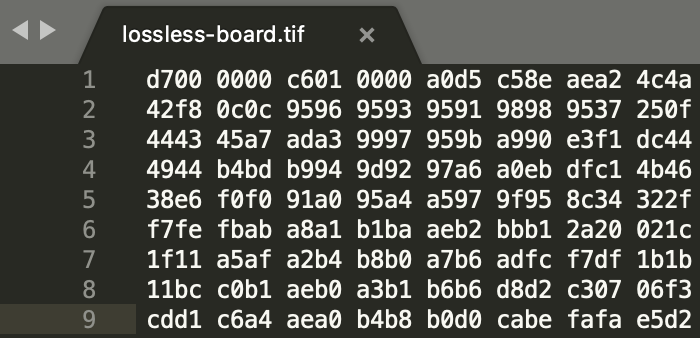 lossless-board.tif ×
1 d700 0000 c601 0000 a0d5 c58e aea2 4c4a
2 42f8 0c0c 9596 9593 9591 9898 9537 250f
3 4443 45a7 ada3 9997 959b a990 e3f1 dc44
4 4944 b4bd b994 9d92 97a6 a0eb dfc1 4b46
5 38e6 f0f0 91a0 95a4 a597 9f95 8c34 322f
6 f7fe fbab a8a1 b1ba aeb2 bbb1 2a20 021c
7 1f11 a5af a2b4 b8b0 a7b6 adfc f7df 1b1b
8 11bc c0b1 aeb0 a3b1 b6b6 d8d2 c307 06f3
9 cdd1 c6a4 aea0 b4b8 b0d0 cabe fafa e5d2